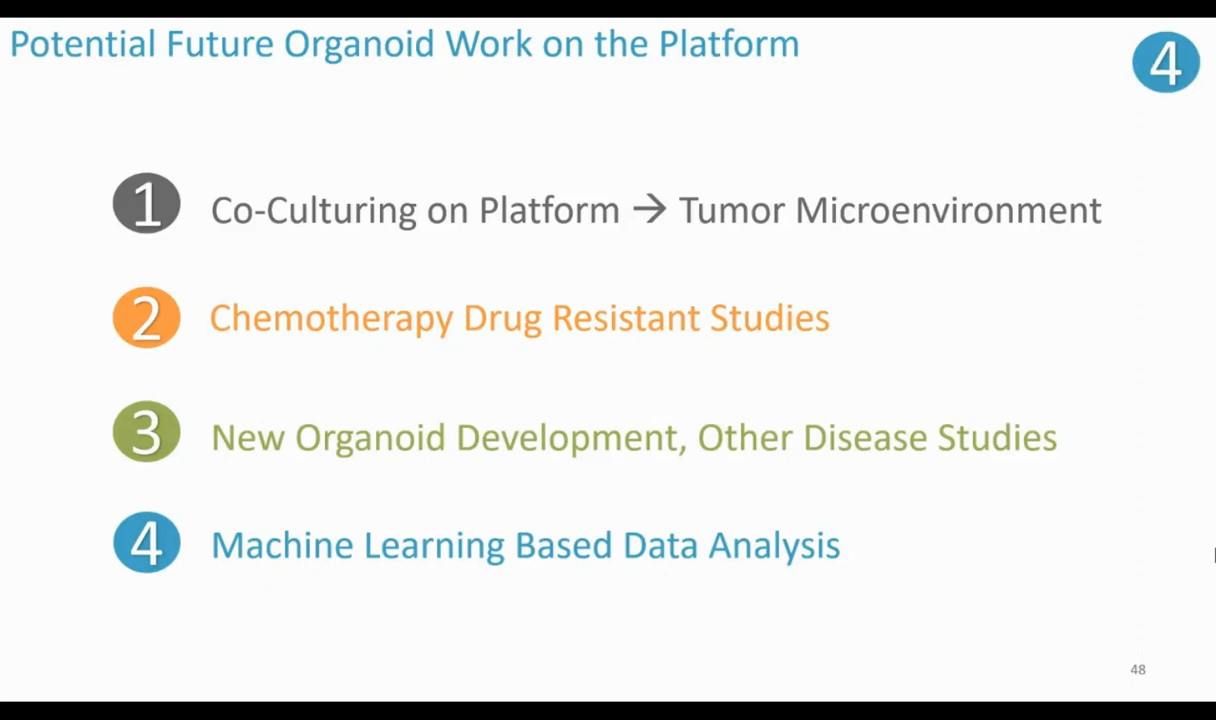 Potential Future Organoid Work on the Platform
4
1 Co-Culturing on Platform → Tumor Microenvironment
2 Chemotherapy Drug Resistant Studies
3 New Organoid Development, Other Disease Studies
4 Machine Learning Based Data Analysis
48